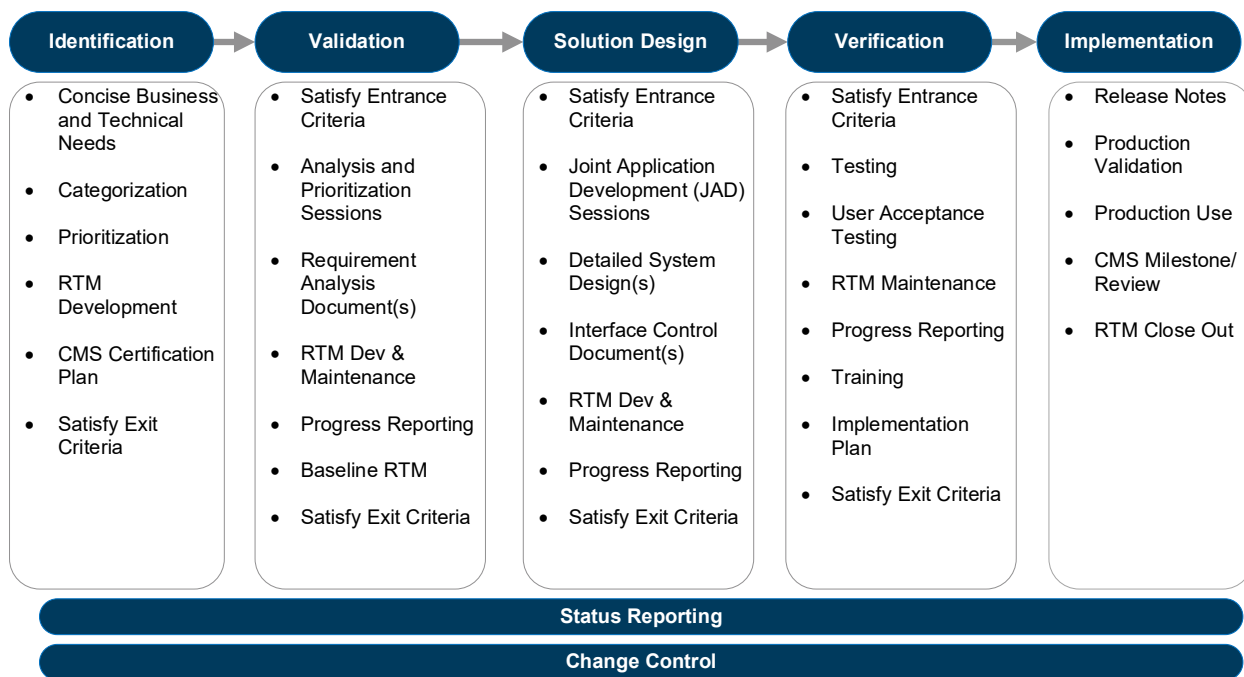 Identification
Validation
Solution Design
Verification
Implementation
• Concise Business
and Technical
Needs
• Categorization
• Prioritization
• RTM
Development
• CMS Certification
Plan
• Satisfy Exit
Criteria
• Satisfy Entrance
Criteria
• Analysis and
Prioritization
Sessions
• Requirement
Analysis
Document(s)
• RTM Dev &
Maintenance
• Progress Reporting
• Baseline RTM
• Satisfy Exit Criteria
• Satisfy Entrance
Criteria
• Joint Application
Development (JAD)
Sessions
• Detailed System
Design(s)
• Interface Control
Document(s)
• RTM Dev &
Maintenance
• Progress Reporting
• Satisfy Exit Criteria
• Satisfy Entrance
Criteria
• Testing
• User Acceptance
Testing
• RTM Maintenance
• Progress Reporting
• Training
• Implementation
Plan
• Satisfy Exit Criteria
• Release Notes
• Production
Validation
• Production Use
• CMS Milestone/
Review
• RTM Close Out
Status Reporting
Change Control